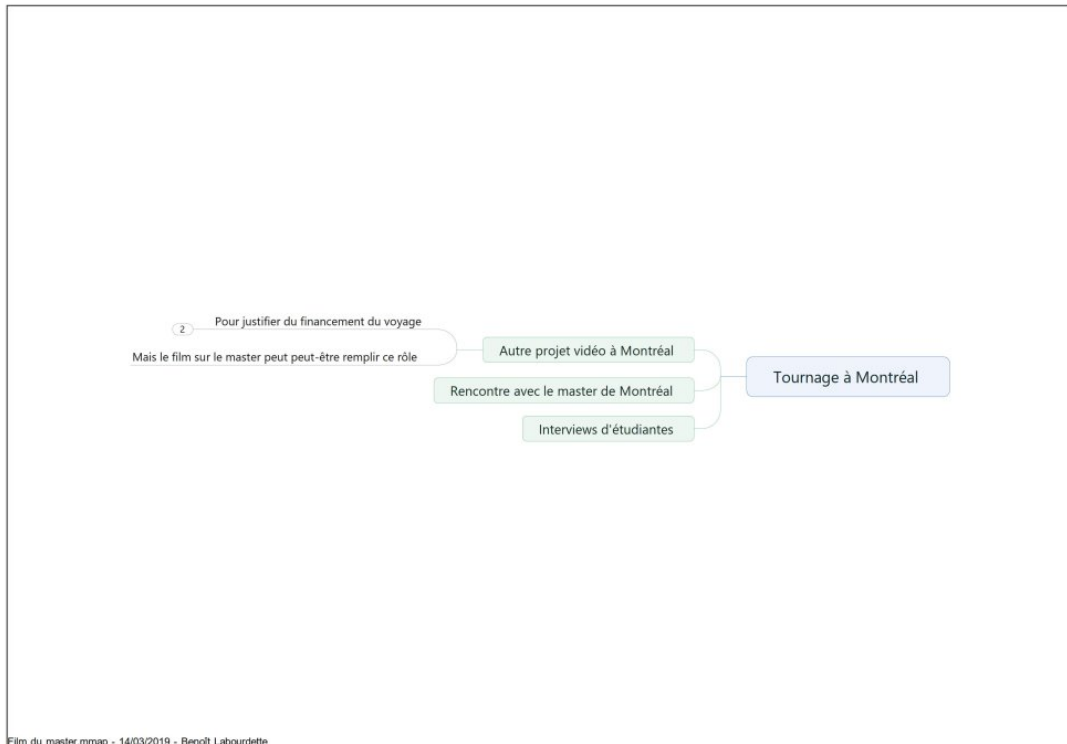 Pour justifier du financement du voyage
2
Mais le film sur le master peut peut-être remplir ce rôle
Autre projet vidéo à Montréal
Rencontre avec le master de Montréal
Interviews d'étudiantes
Tournage à Montréal
Film du master.mmap - 14/03/2019 - Benoît Labourdette